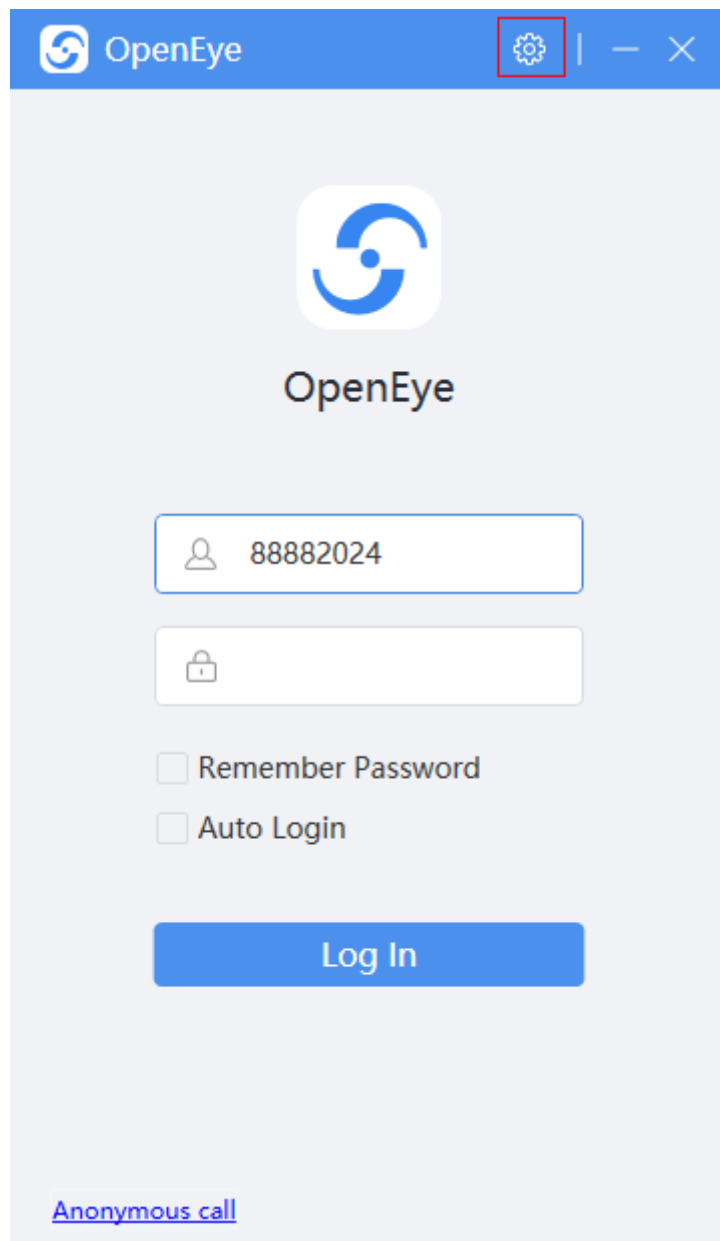 OpenEye
OpenEye
88882024
Remember Password
Auto Login
Log In
Anonymous call